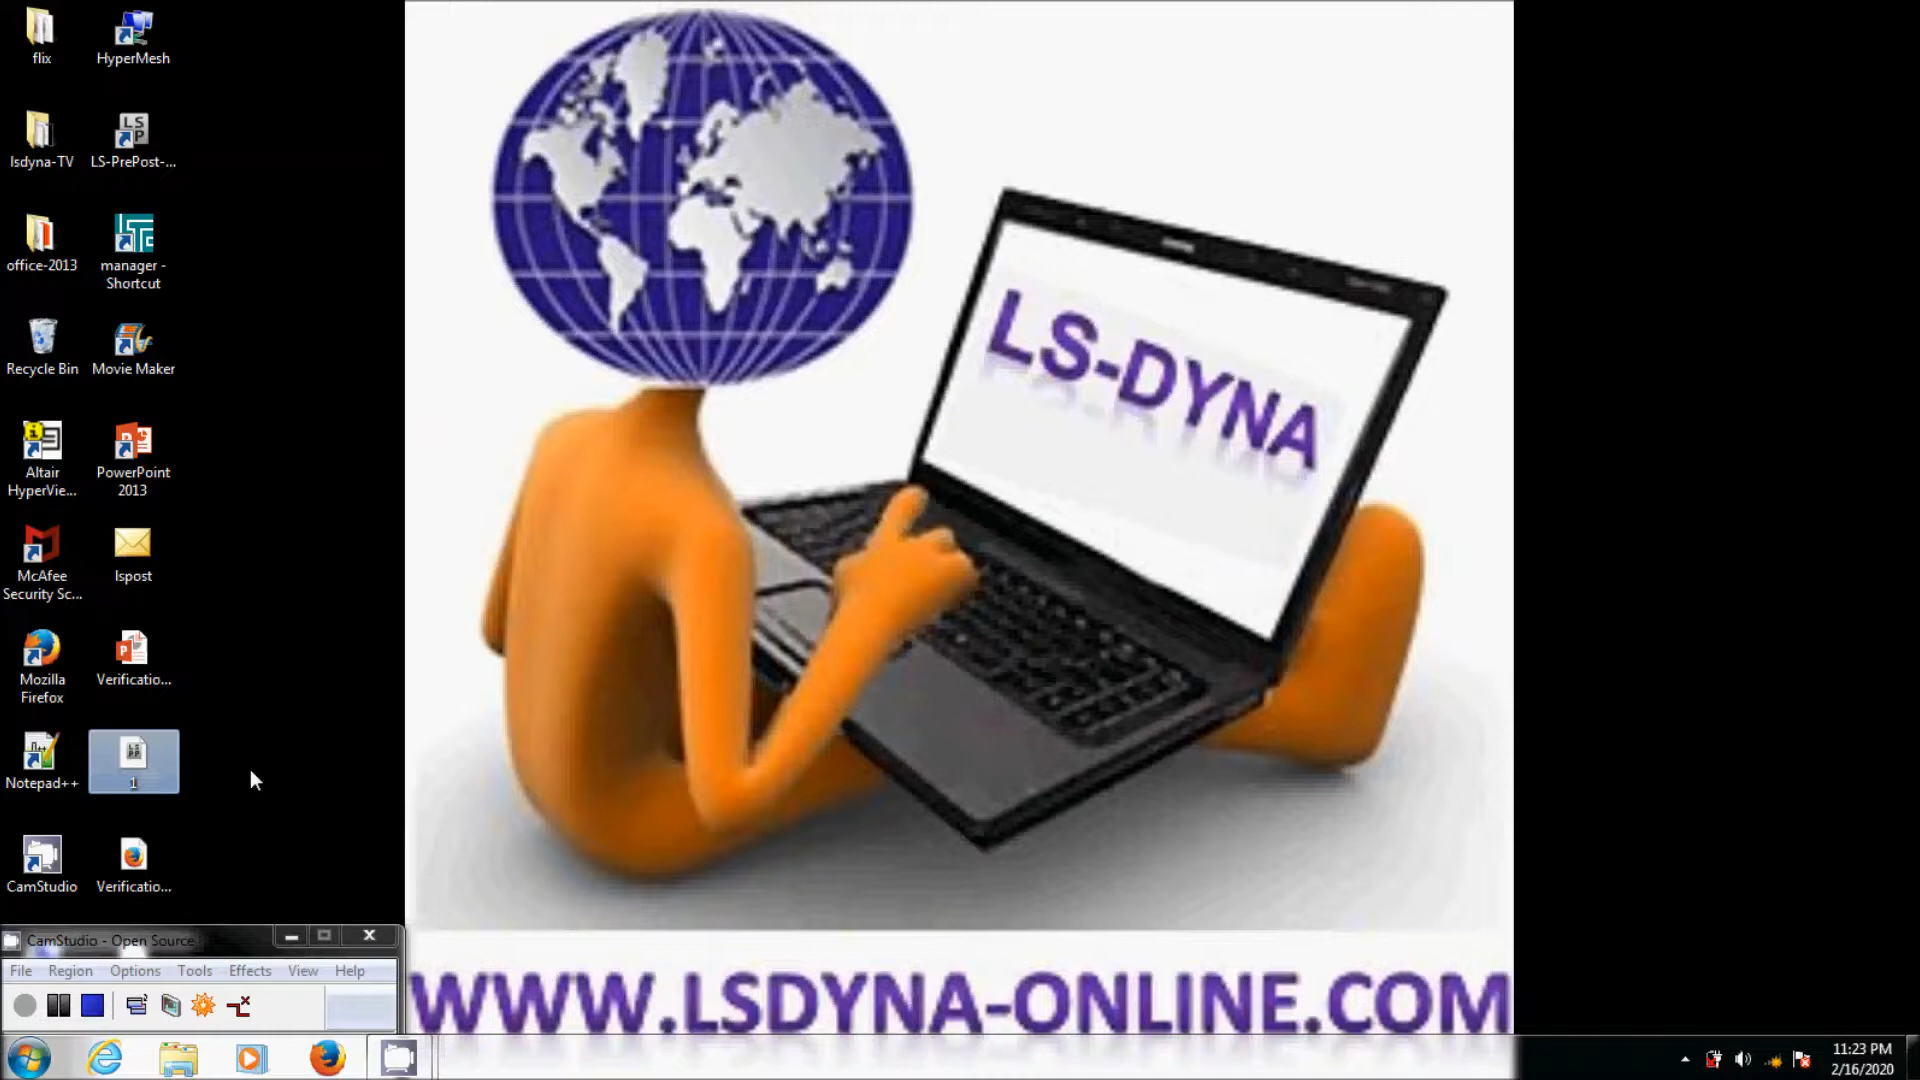 flix
HyperMesh
LS
P
lsdyna-TV
LS-PrePost-...
office-2013
manager -
Shortcut
Recycle Bin
Movie Maker
Altair
HyperVie...
PowerPoint
2013
McAfee
Security Sc...
lspost
Mozilla
Firefox
Verificatio...
Notepad++
1
CamStudio
Verificatio...
LS-DYNA
CamStudio - Open Source
File Region Options Tools Effects View Help
WWW.LSDYNA-ONLINE.COM
11:23 PM
2/16/2020